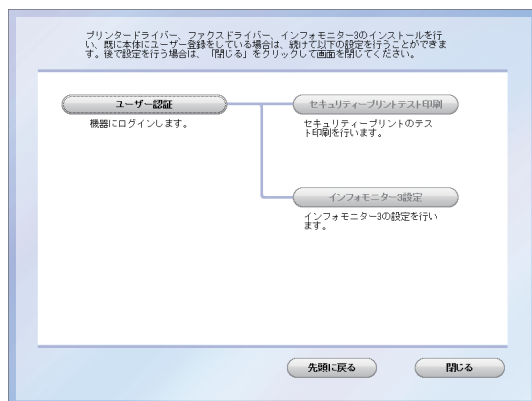 プリンタードライバー、ファクスドライバー、インフォモニター3のインストールを行
い、既に本体にユーザー登録をしている場合は、続けて以下の設定を行うことができま
す。後で設定を行う場合は、「閉じる」をクリックして画面を閉じてください。
ユーザー認証
セキュリティープリントテスト印刷
機器にログインします。
セキュリティープリントのテス
ト印刷を行います。
インフォモニター3設定
インフォモニター3の設定を行い
ます。
先頭に戻る
閉じる